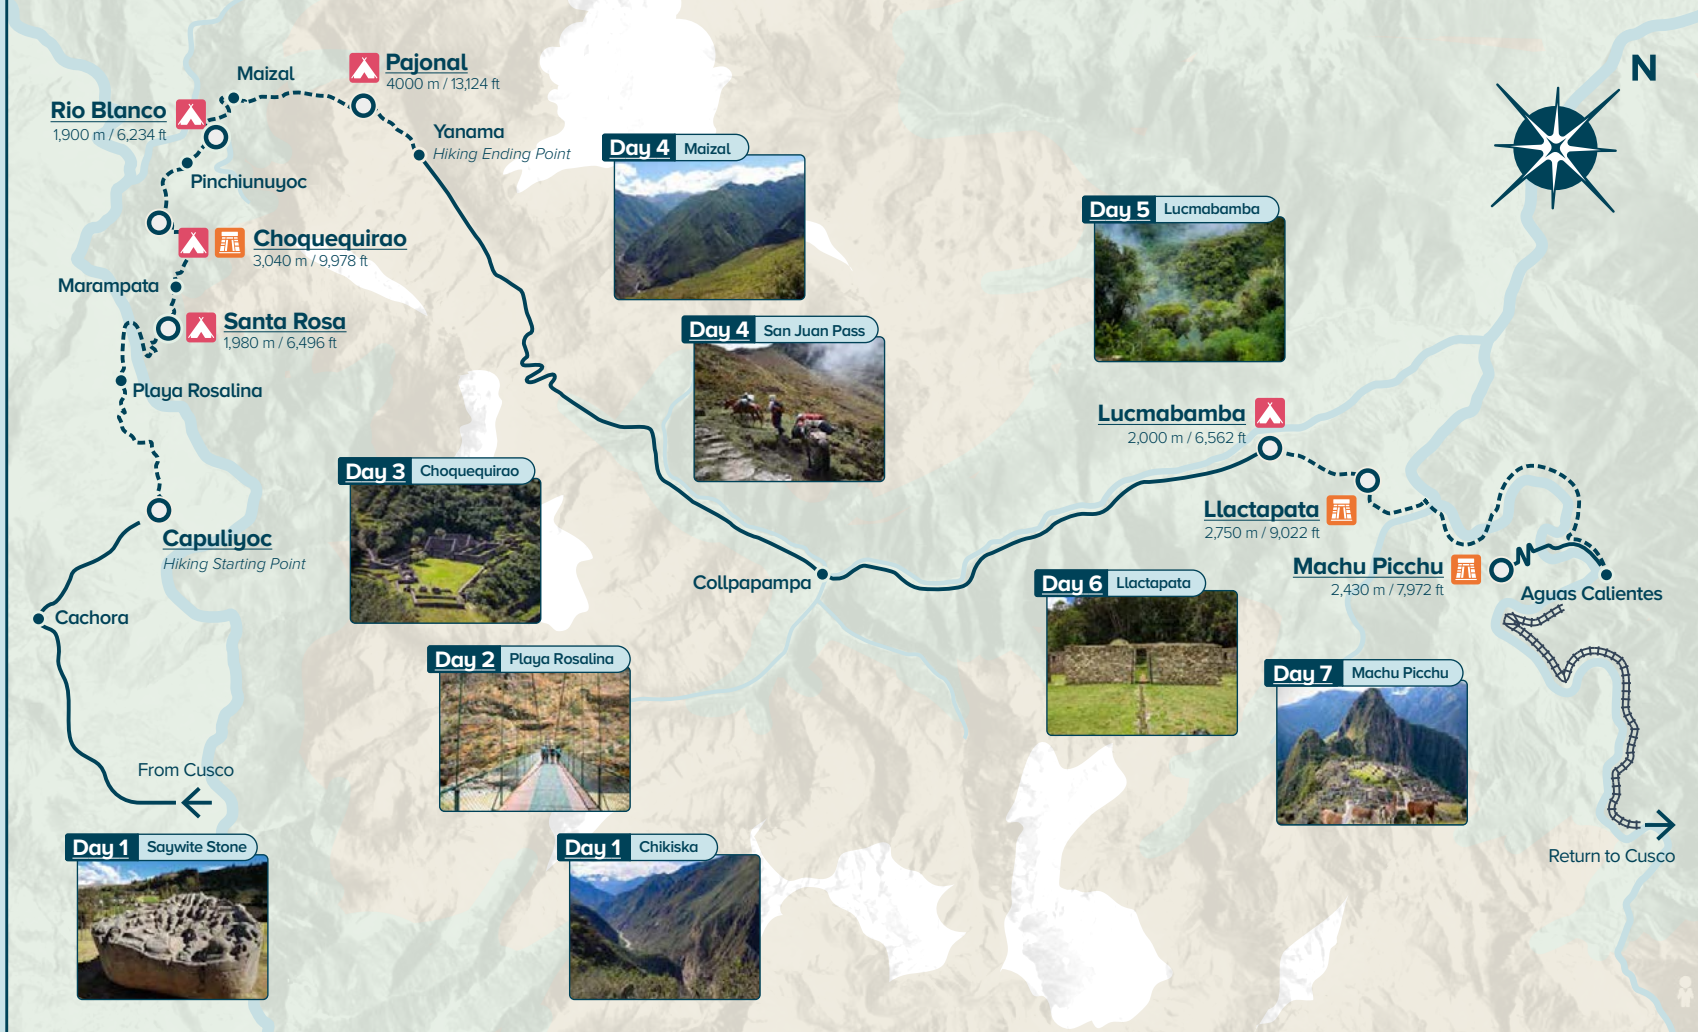 N
Pajonal
4000 m / 13,124 ft
Maizal
Rio Blanco
1,900 m / 6,234 ft
Yanama
Hiking Ending Point
Pinchiunuyoc
Choquequirao
3,040 m / 9,978 ft
Marampata
Santa Rosa
1,980 m / 6,496 ft
Playa Rosalina
Capuliyoc
Hiking Starting Point
Cachora
From Cusco
Day 4 Maizal
Day 4 San Juan Pass
Day 5 Lucmabamba
Lucmabamba
2,000 m / 6,562 ft
Llactapata
2,750 m / 9,022 ft
Machu Picchu
2,430 m / 7,972 ft
Aguas Calientes
Collpapampa
Day 3 Choquequirao
Day 2 Playa Rosalina
Day 6 Llactapata
Day 7 Machu Picchu
Return to Cusco
Day 1 Saywite Stone
Day 1 Chikiska